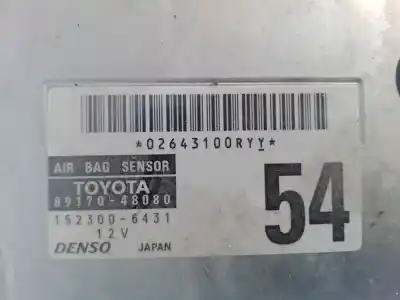 *02643100RYY*
AIR BAG SENSOR
TOYOTA
89170-48080
152300-6431
12V
DENSO JAPAN
54